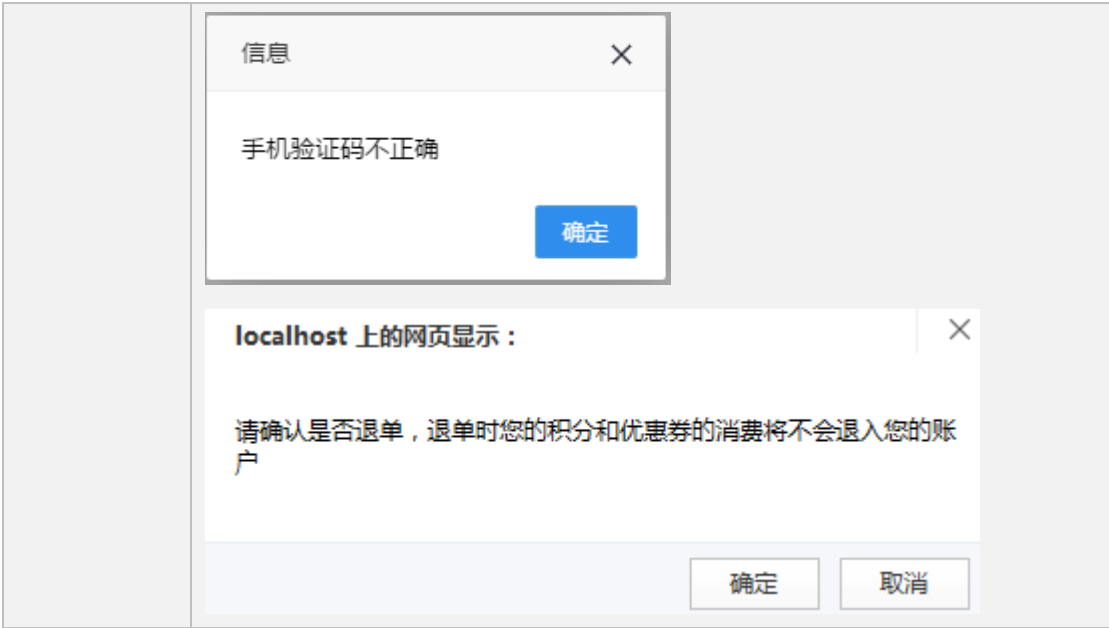 信息
手机验证码不正确
确定
localhost 上的网页显示：
请确认是否退单，退单时您的积分和优惠券的消费将不会退入您的账
户
确定 取消